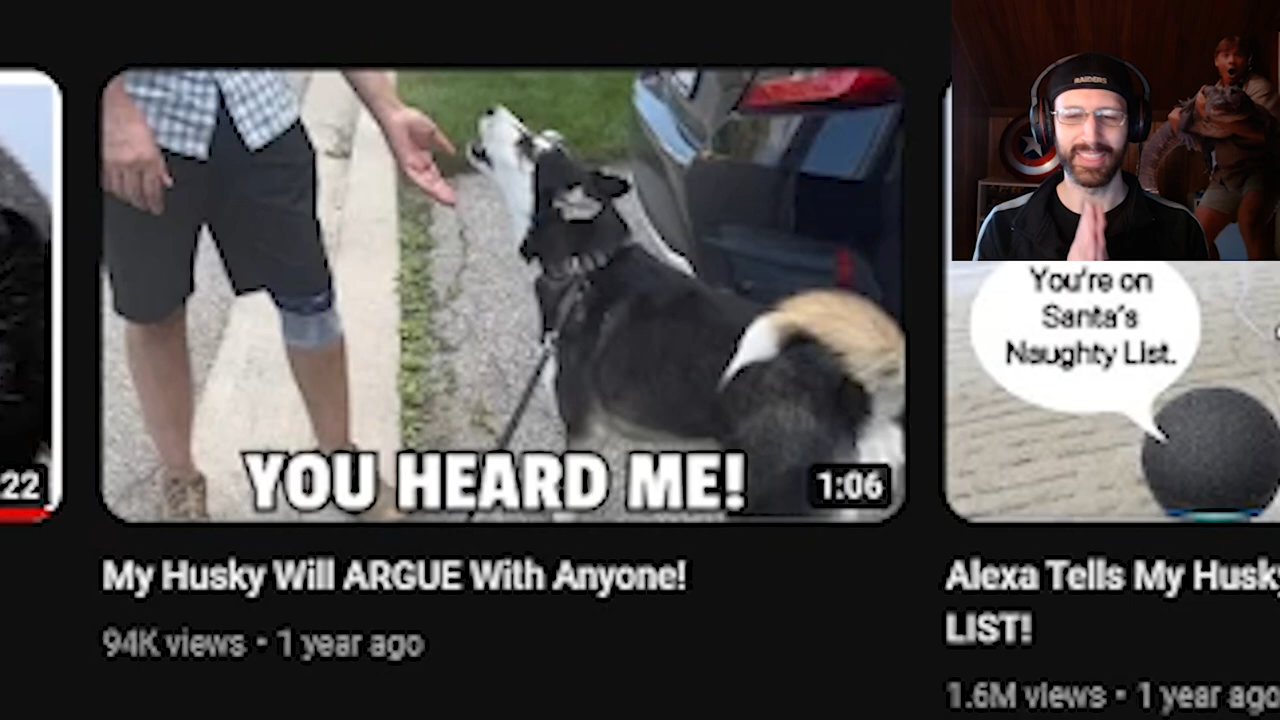 RAIDERS
You're on
Santa's
Naughty List.
:22
YOU HEARD ME!
1:06
My Husky Will ARGUE With Anyone!
94K views • 1 year ago
Alexa Tells My Husky
LIST!
1.6M views • 1 year ago